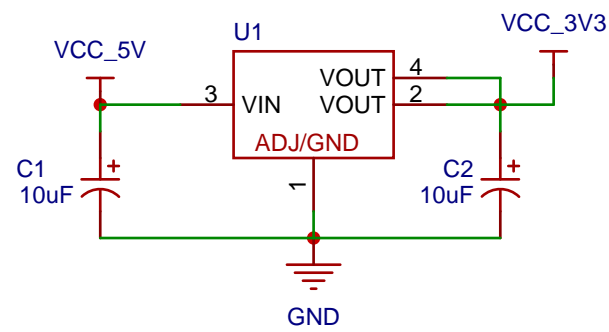 VCC_3V3
U1
VCC_5V
VOUT 4
3 VIN VOUT 2
ADJ/GND
C1
10uF
1
C2
10uF
GND